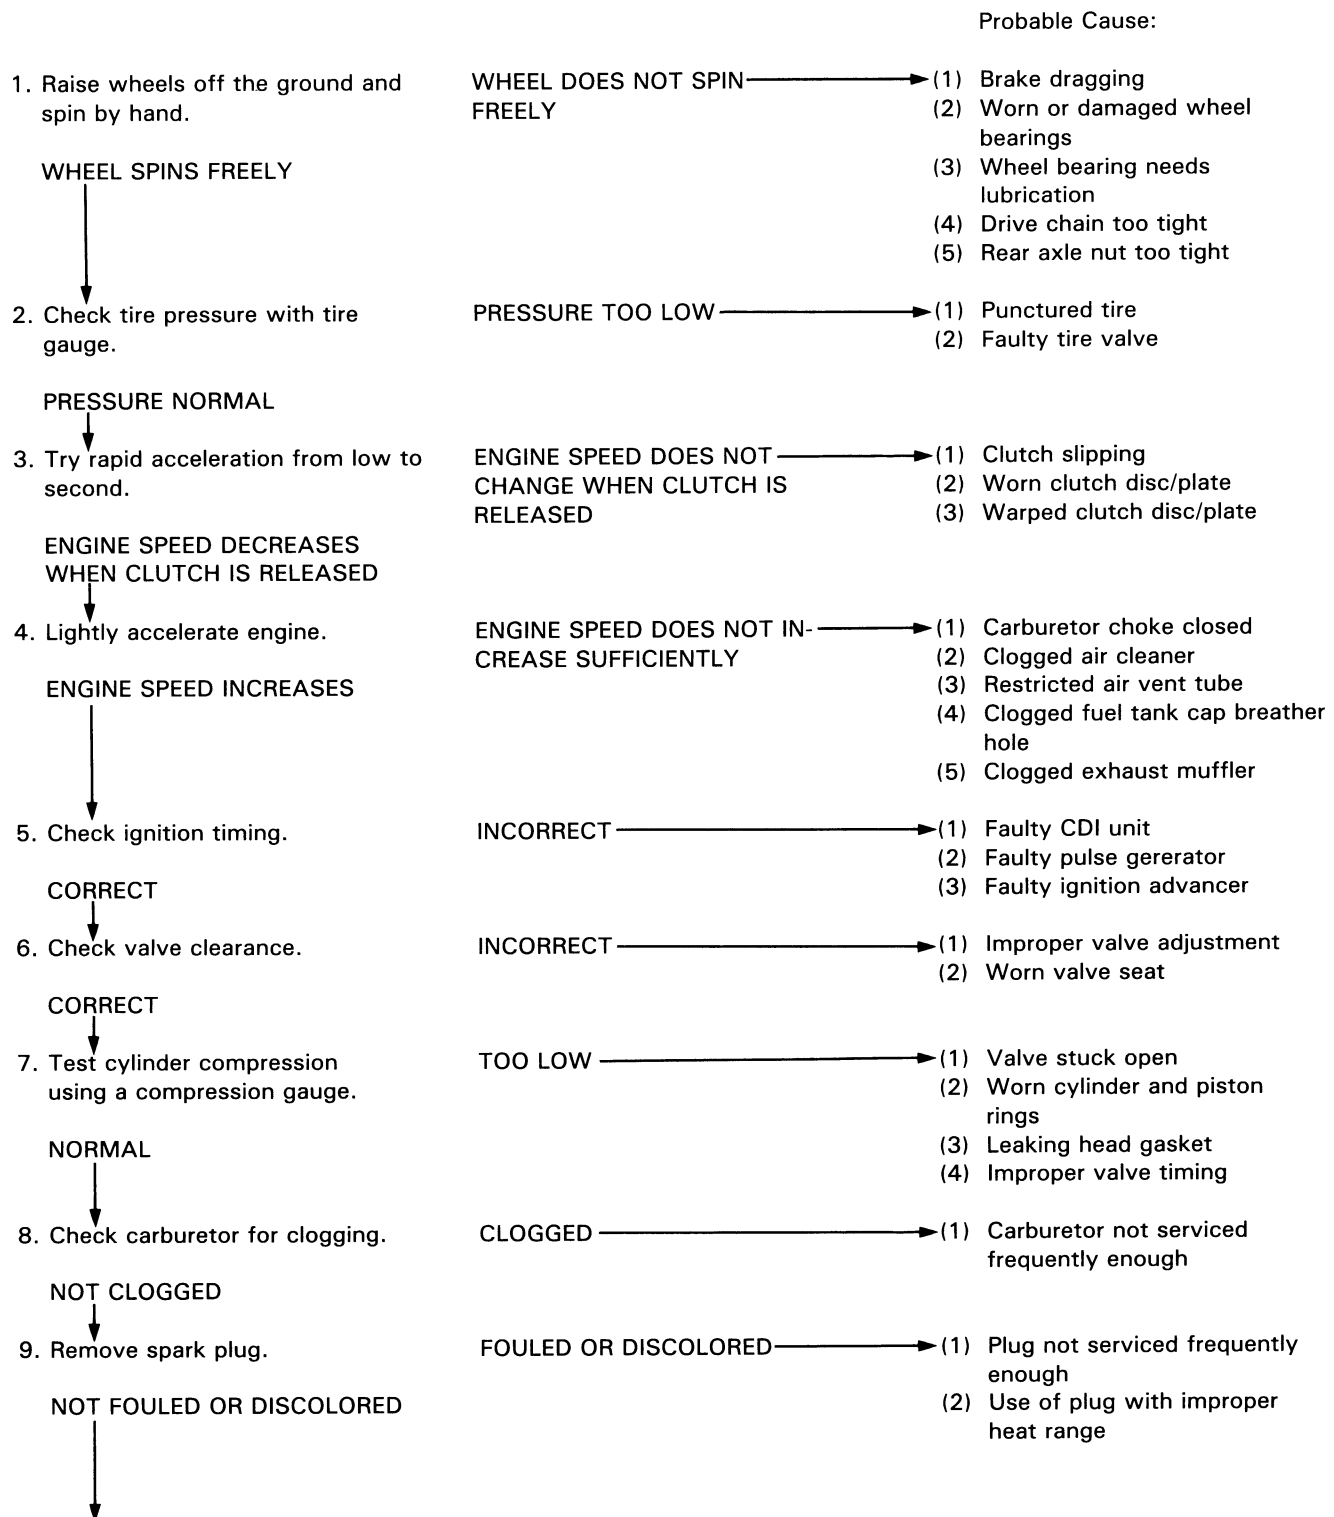 Probable Cause:
1. Raise wheels off the ground and
spin by hand.
WHEEL DOES NOT SPIN
FREELY
(1) Brake dragging
(2) Worn or damaged wheel
bearings
(3) Wheel bearing needs
lubrication
(4) Drive chain too tight
(5) Rear axle nut too tight
WHEEL SPINS FREELY
2. Check tire pressure with tire
gauge.
PRESSURE TOO LOW
(1) Punctured tire
(2) Faulty tire valve
PRESSURE NORMAL
3. Try rapid acceleration from low to
second.
ENGINE SPEED DOES NOT
CHANGE WHEN CLUTCH IS
RELEASED
(1) Clutch slipping
(2) Worn clutch disc/plate
(3) Warped clutch disc/plate
ENGINE SPEED DECREASES
WHEN CLUTCH IS RELEASED
4. Lightly accelerate engine.
ENGINE SPEED DOES NOT IN-
CREASE SUFFICIENTLY
(1) Carburetor choke closed
(2) Clogged air cleaner
(3) Restricted air vent tube
(4) Clogged fuel tank cap breather
hole
(5) Clogged exhaust muffler
ENGINE SPEED INCREASES
5. Check ignition timing.
INCORRECT
(1) Faulty CDI unit
(2) Faulty pulse gererator
(3) Faulty ignition advancer
CORRECT
6. Check valve clearance.
INCORRECT
(1) Improper valve adjustment
(2) Worn valve seat
CORRECT
7. Test cylinder compression
using a compression gauge.
TOO LOW
(1) Valve stuck open
(2) Worn cylinder and piston
rings
(3) Leaking head gasket
(4) Improper valve timing
NORMAL
8. Check carburetor for clogging.
CLOGGED
(1) Carburetor not serviced
frequently enough
NOT CLOGGED
9. Remove spark plug.
FOULED OR DISCOLORED
(1) Plug not serviced frequently
enough
(2) Use of plug with improper
heat range
NOT FOULED OR DISCOLORED